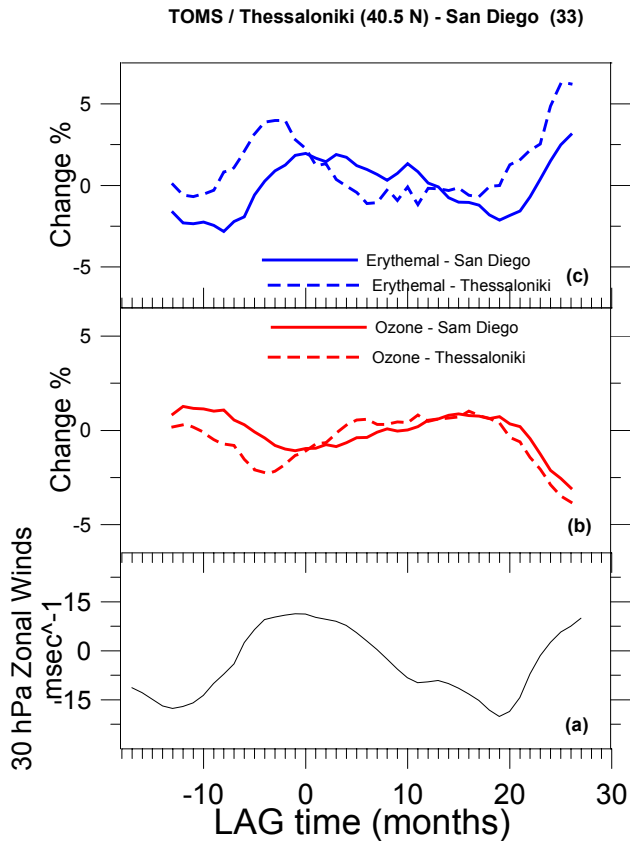 TOMS / Thessaloniki (40.5 N) - San Diego (33)
5
0
-5
Change %
Erythemal - San Diego
Erythemal - Thessaloniki
(c)
5
0
-5
Change %
Ozone - Sam Diego
Ozone - Thessaloniki
(b)
30 hPa Zonal Winds
msec^-1
15
0
-15
(a)
-10 0 10 20 30
LAG time (months)